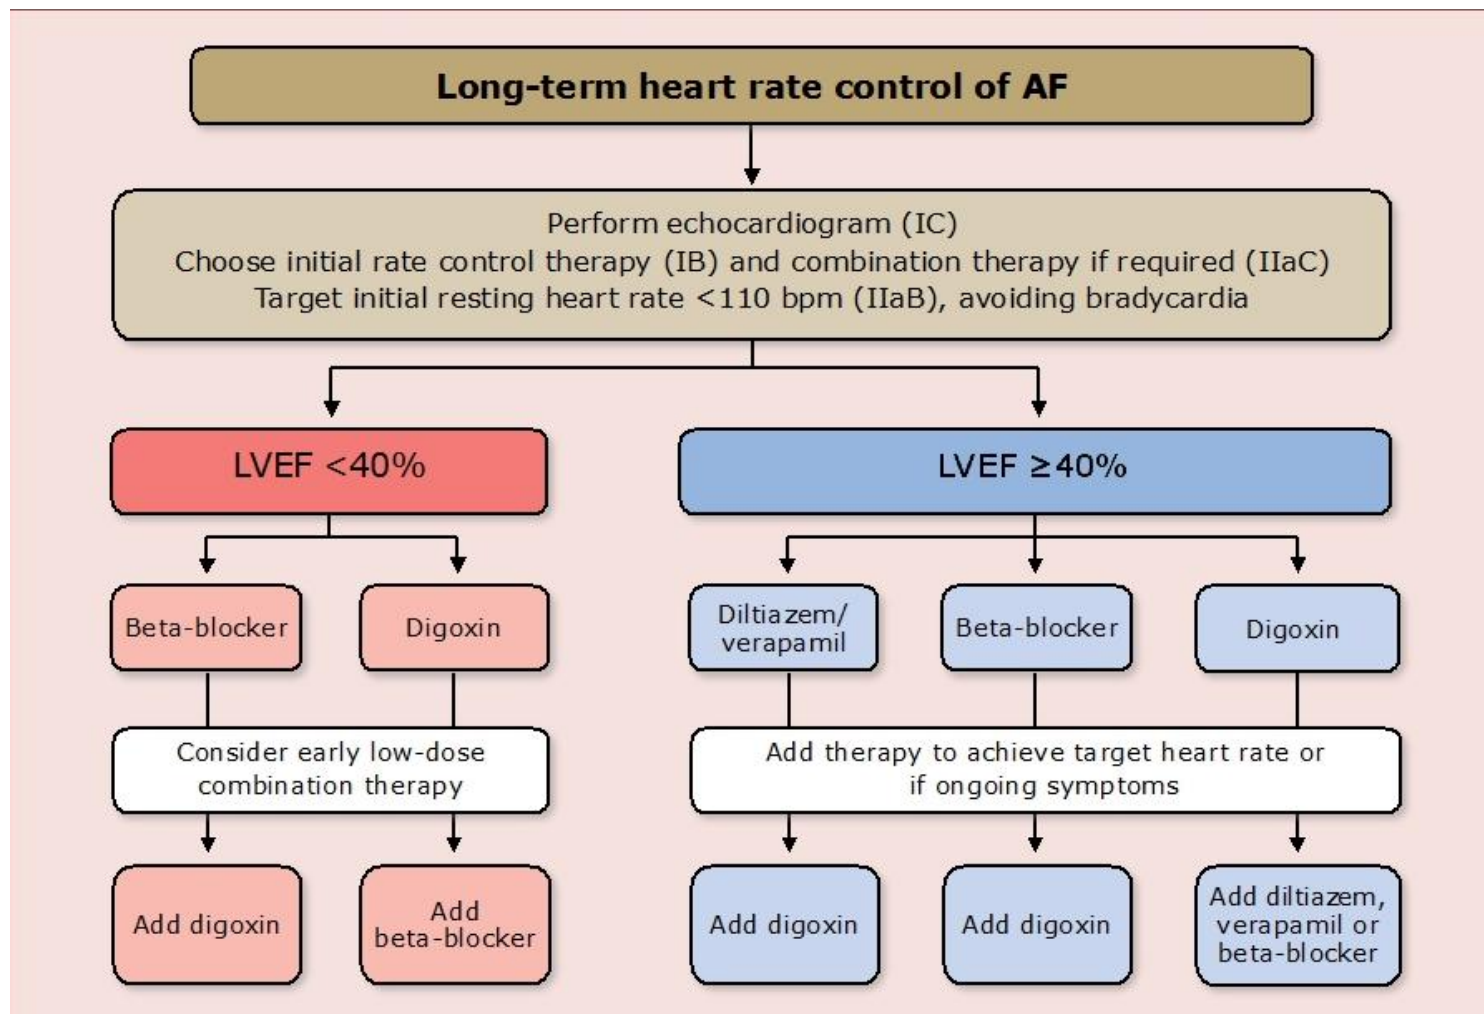 Long-term heart rate control of AF
Perform echocardiogram (IC)
Choose initial rate control therapy (IB) and combination therapy if required (IIaC)
Target initial resting heart rate <110 bpm (IIaB), avoiding bradycardia
LVEF <40%
LVEF ≥40%
Beta-blocker
Digoxin
Diltiazem/
verapamil
Beta-blocker
Digoxin
Consider early low-dose
combination therapy
Add therapy to achieve target heart rate or
if ongoing symptoms
Add digoxin
Add
beta-blocker
Add digoxin
Add digoxin
Add diltiazem,
verapamil or
beta-blocker